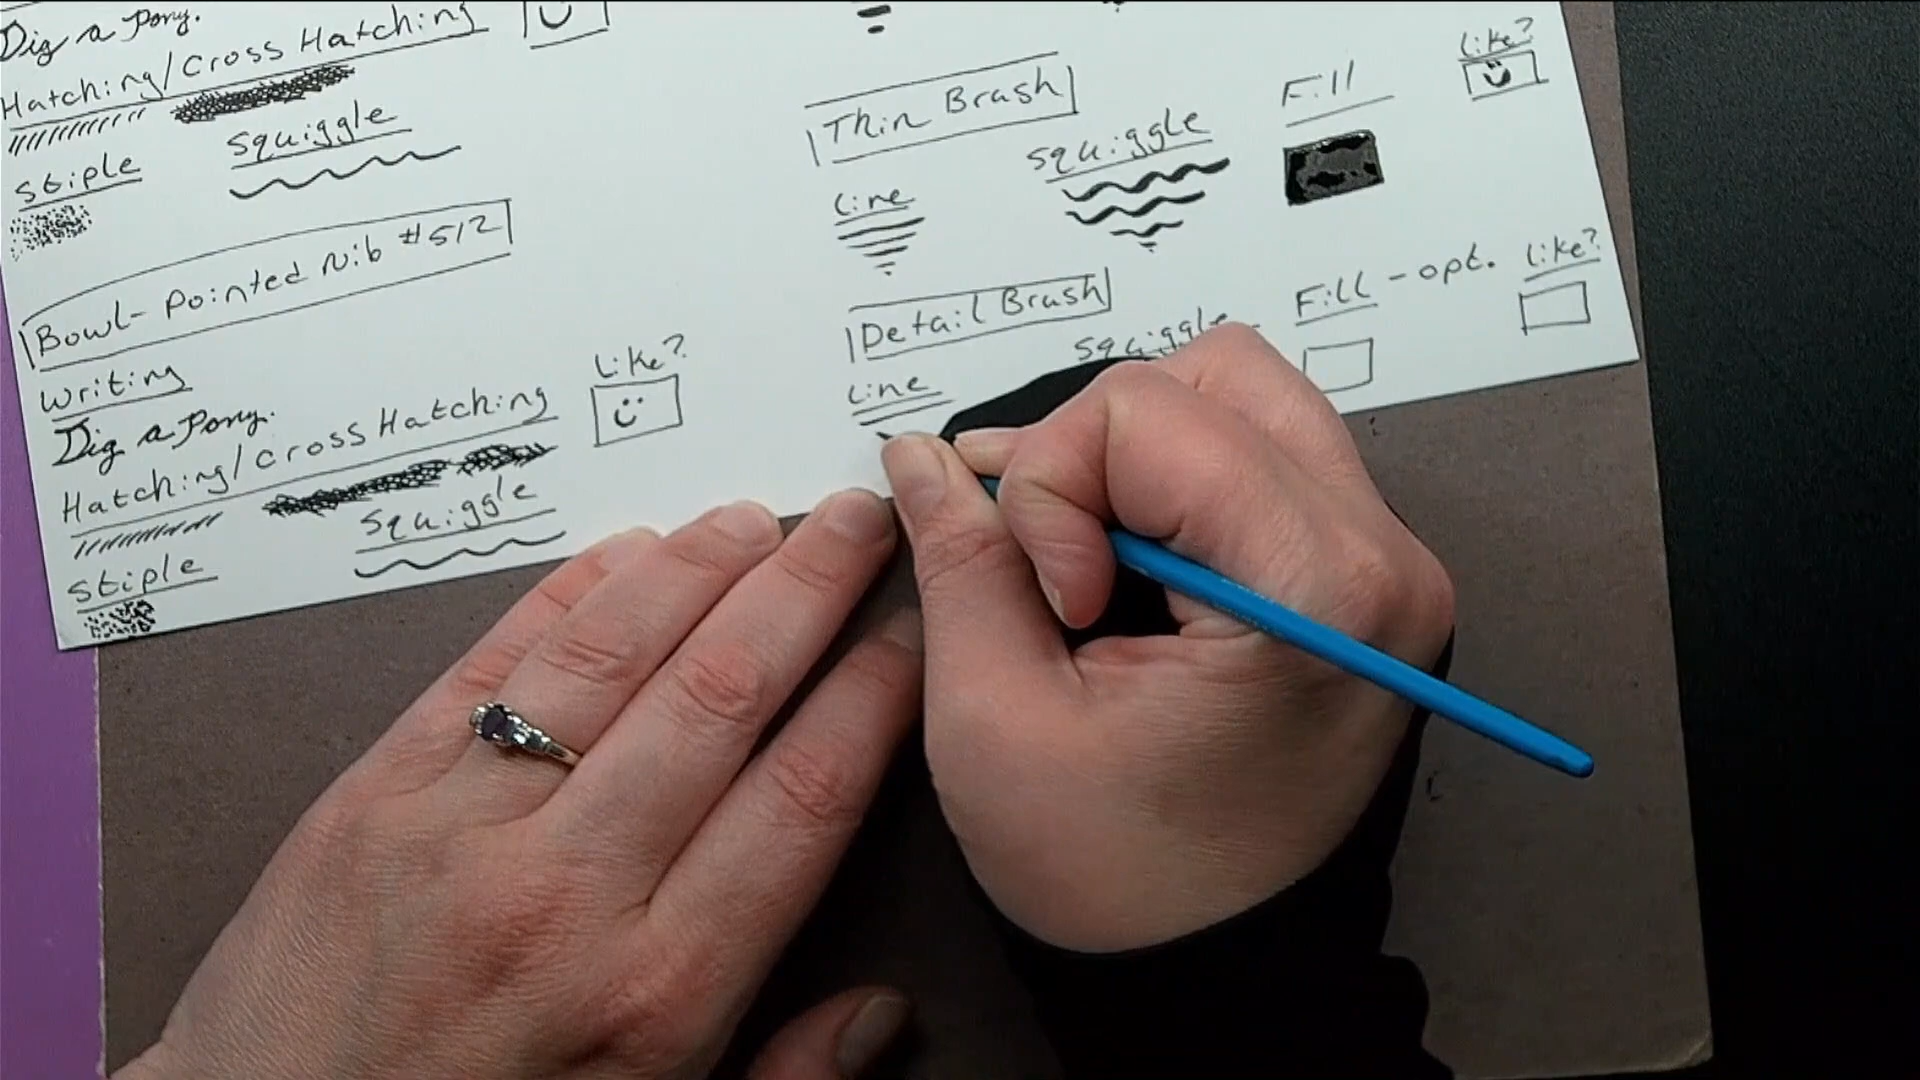 Dig a Pony.
Hatching/Cross Hatching
Stiple
Squiggle
Bowl-Pointed Nib #512
Writing
Dig a Pony.
Like?
Hatching/Cross Hatching
Squiggle
Stiple
Thin Brush
Line
Squiggle
Fill
Like?
Detail Brush
Line
Squiggle
Fill - opt.
Like?